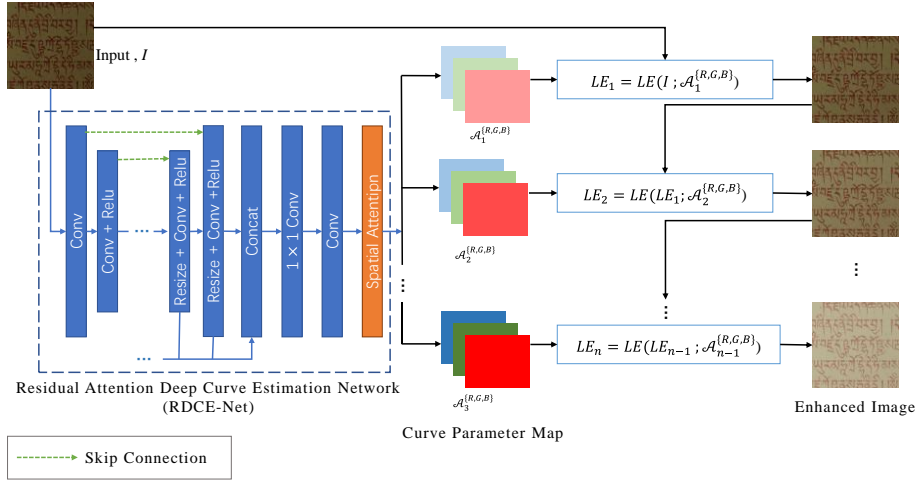 Input , I
Conv
Conv + Relu
...
Resize + Conv + Relu
Resize + Conv +Relu
Concat
1 × 1 Conv
Conv
Spatial Attentipn
...
Residual Attention Deep Curve Estimation Network
(RDCE-Net)
Skip Connection
𝒜₁^{R,G,B}
𝒜₂^{R,G,B}
...
𝒜₃^{R,G,B}
Curve Parameter Map
LE₁ = LE(I ; 𝒜₁^{R,G,B})
LE₂ = LE(LE₁; 𝒜₂^{R,G,B})
...
LEₙ = LE(LEₙ₋₁ ; 𝒜ₙ₋₁^{R,G,B})
...
Enhanced Image